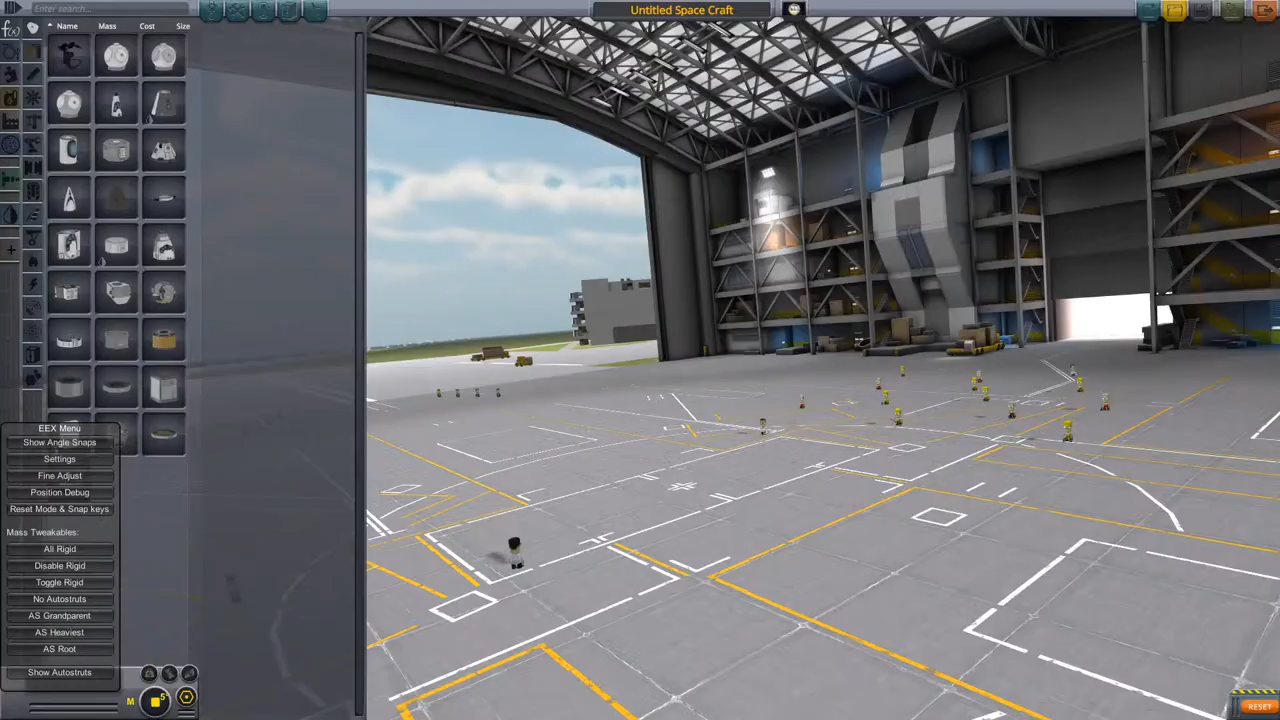 Enter search...
Untitled Space Craft
f(x)
Name Mass Cost Size
EEX Menu
Show Angle Snaps
Settings
Fine Adjust
Position Debug
Reset Mode & Snap keys
Mass Tweakables:
All Rigid
Disable Rigid
Toggle Rigid
No Autostruts
AS Grandparent
AS Heaviest
AS Root
Show Autostruts
M
5°
RESET